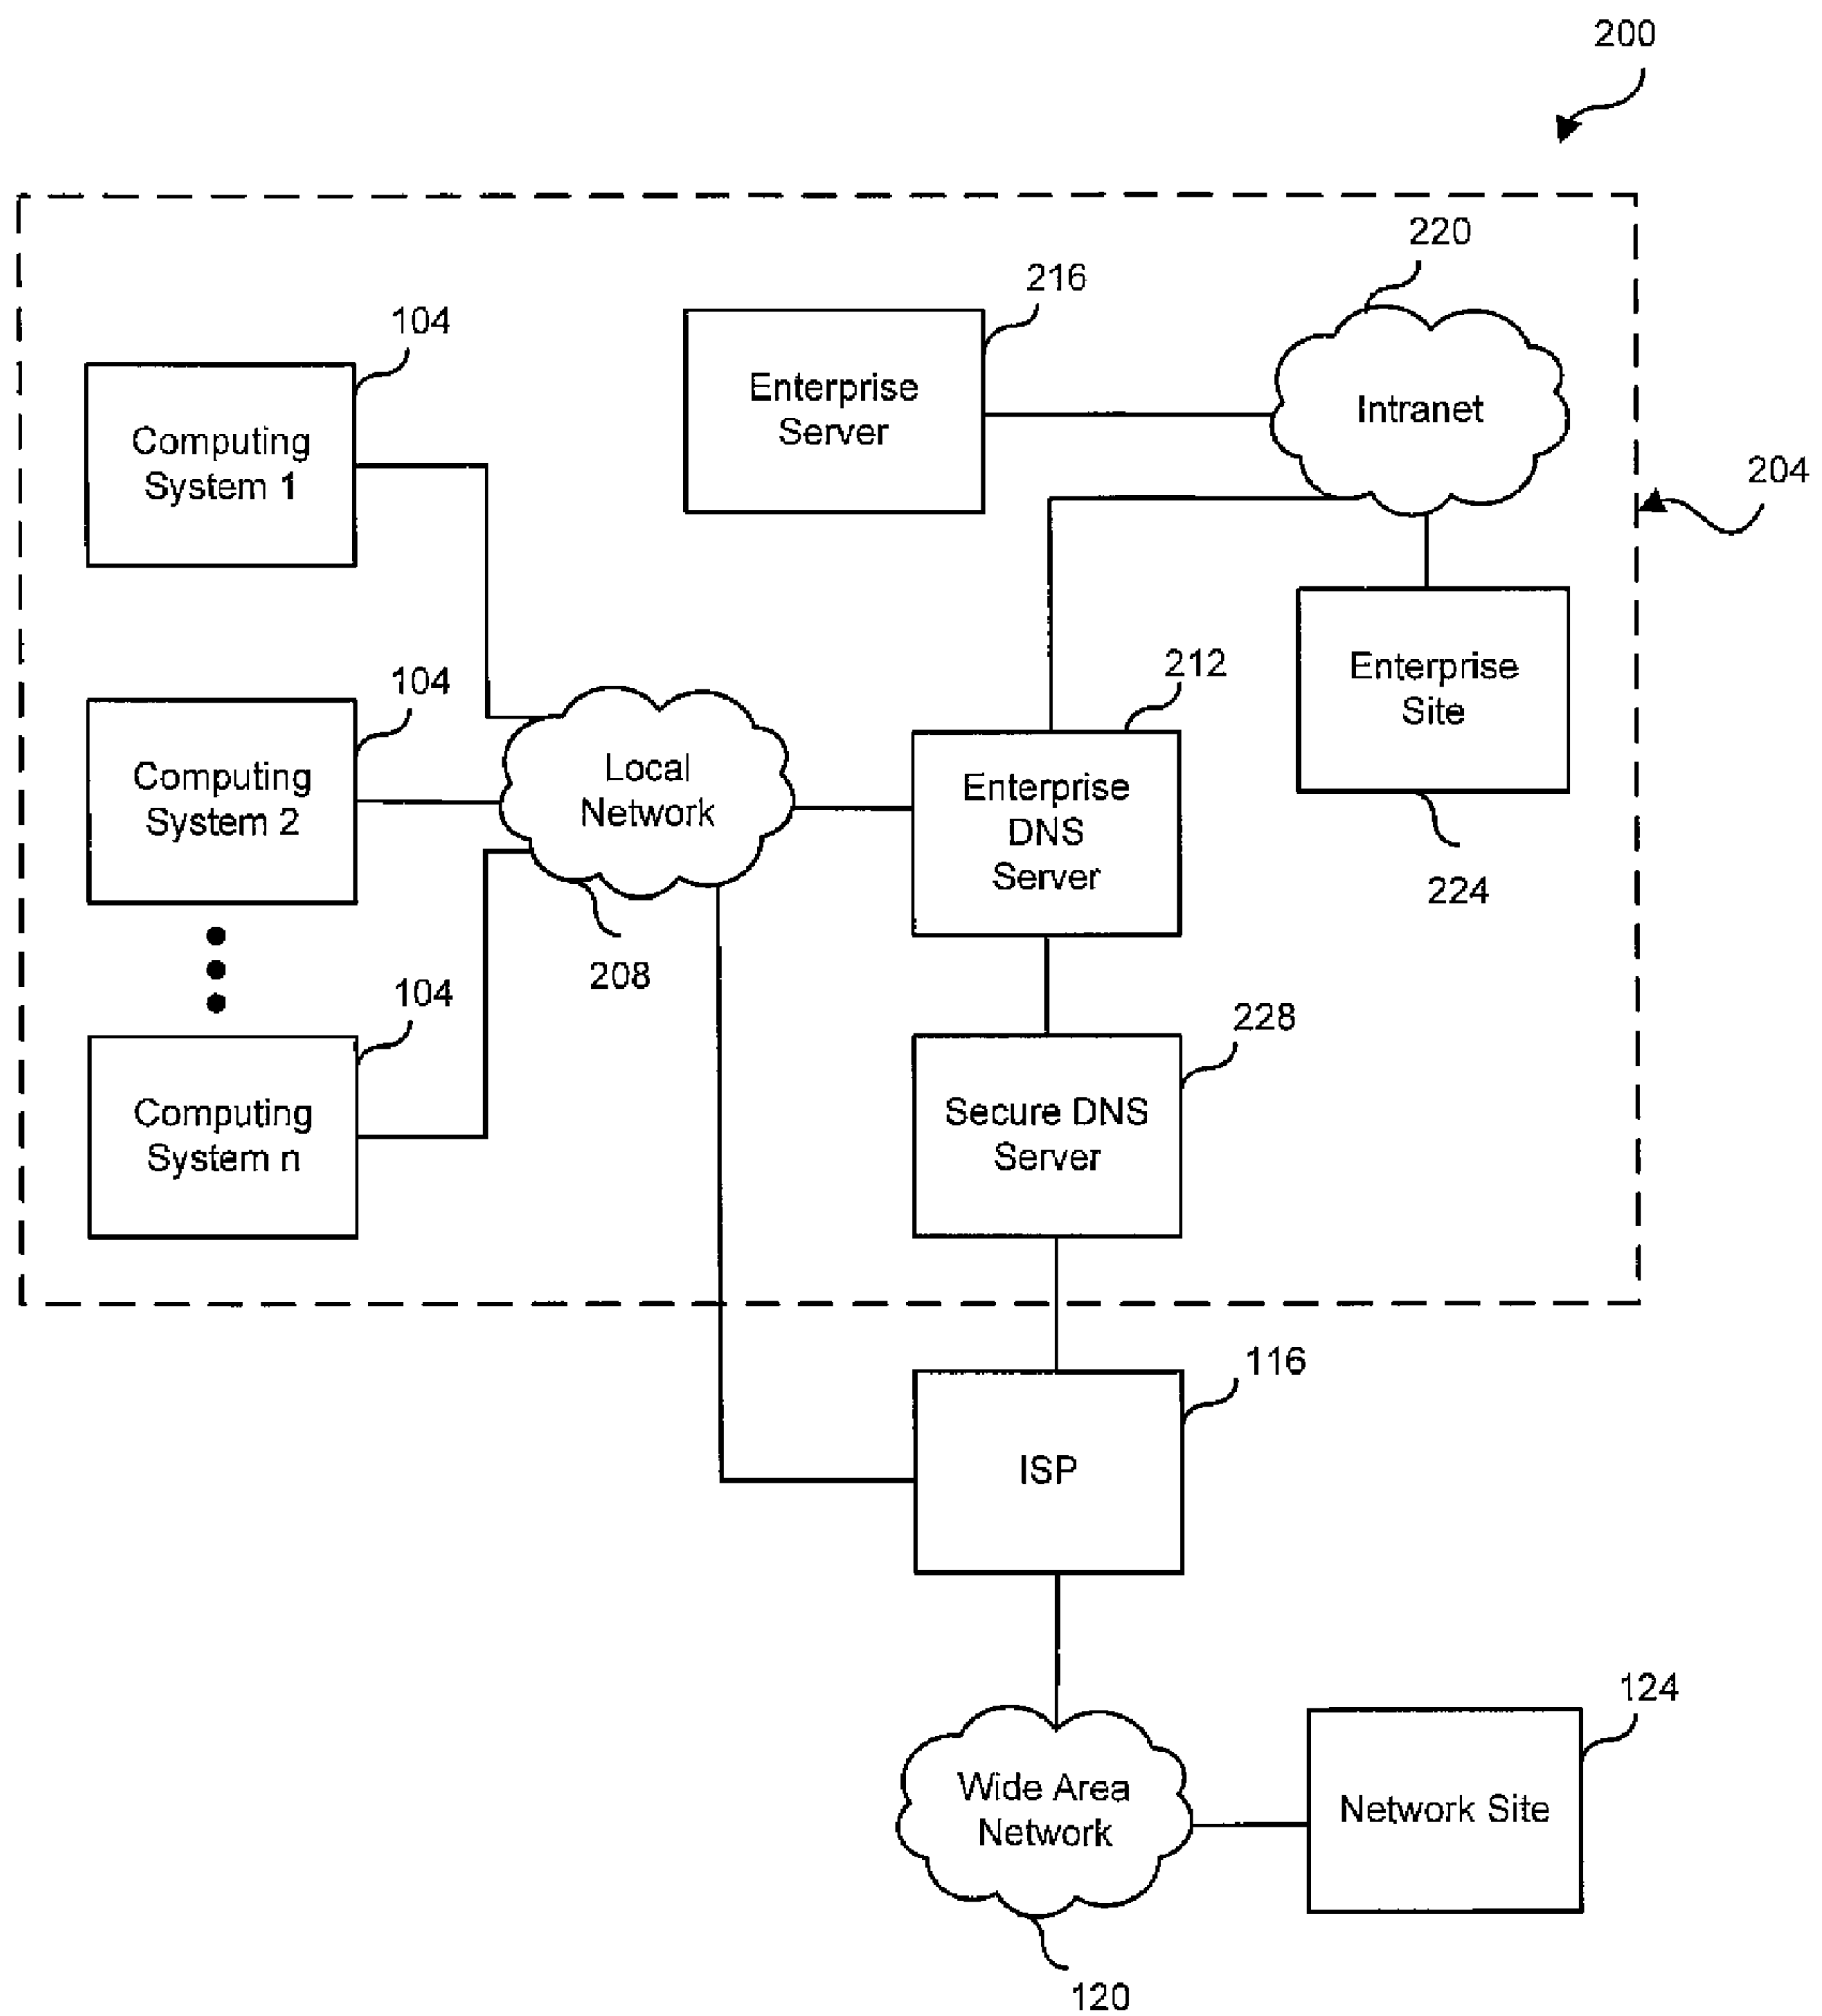 200
220
216
104
Enterprise
Server
Intranet
Computing
System 1
204
212
104
Enterprise
Site
Local
Network
Computing
System 2
Enterprise
DNS
Server
224
208
104
228
Computing
System n
Secure DNS
Server
116
ISP
124
Wide Area
Network
Network Site
120